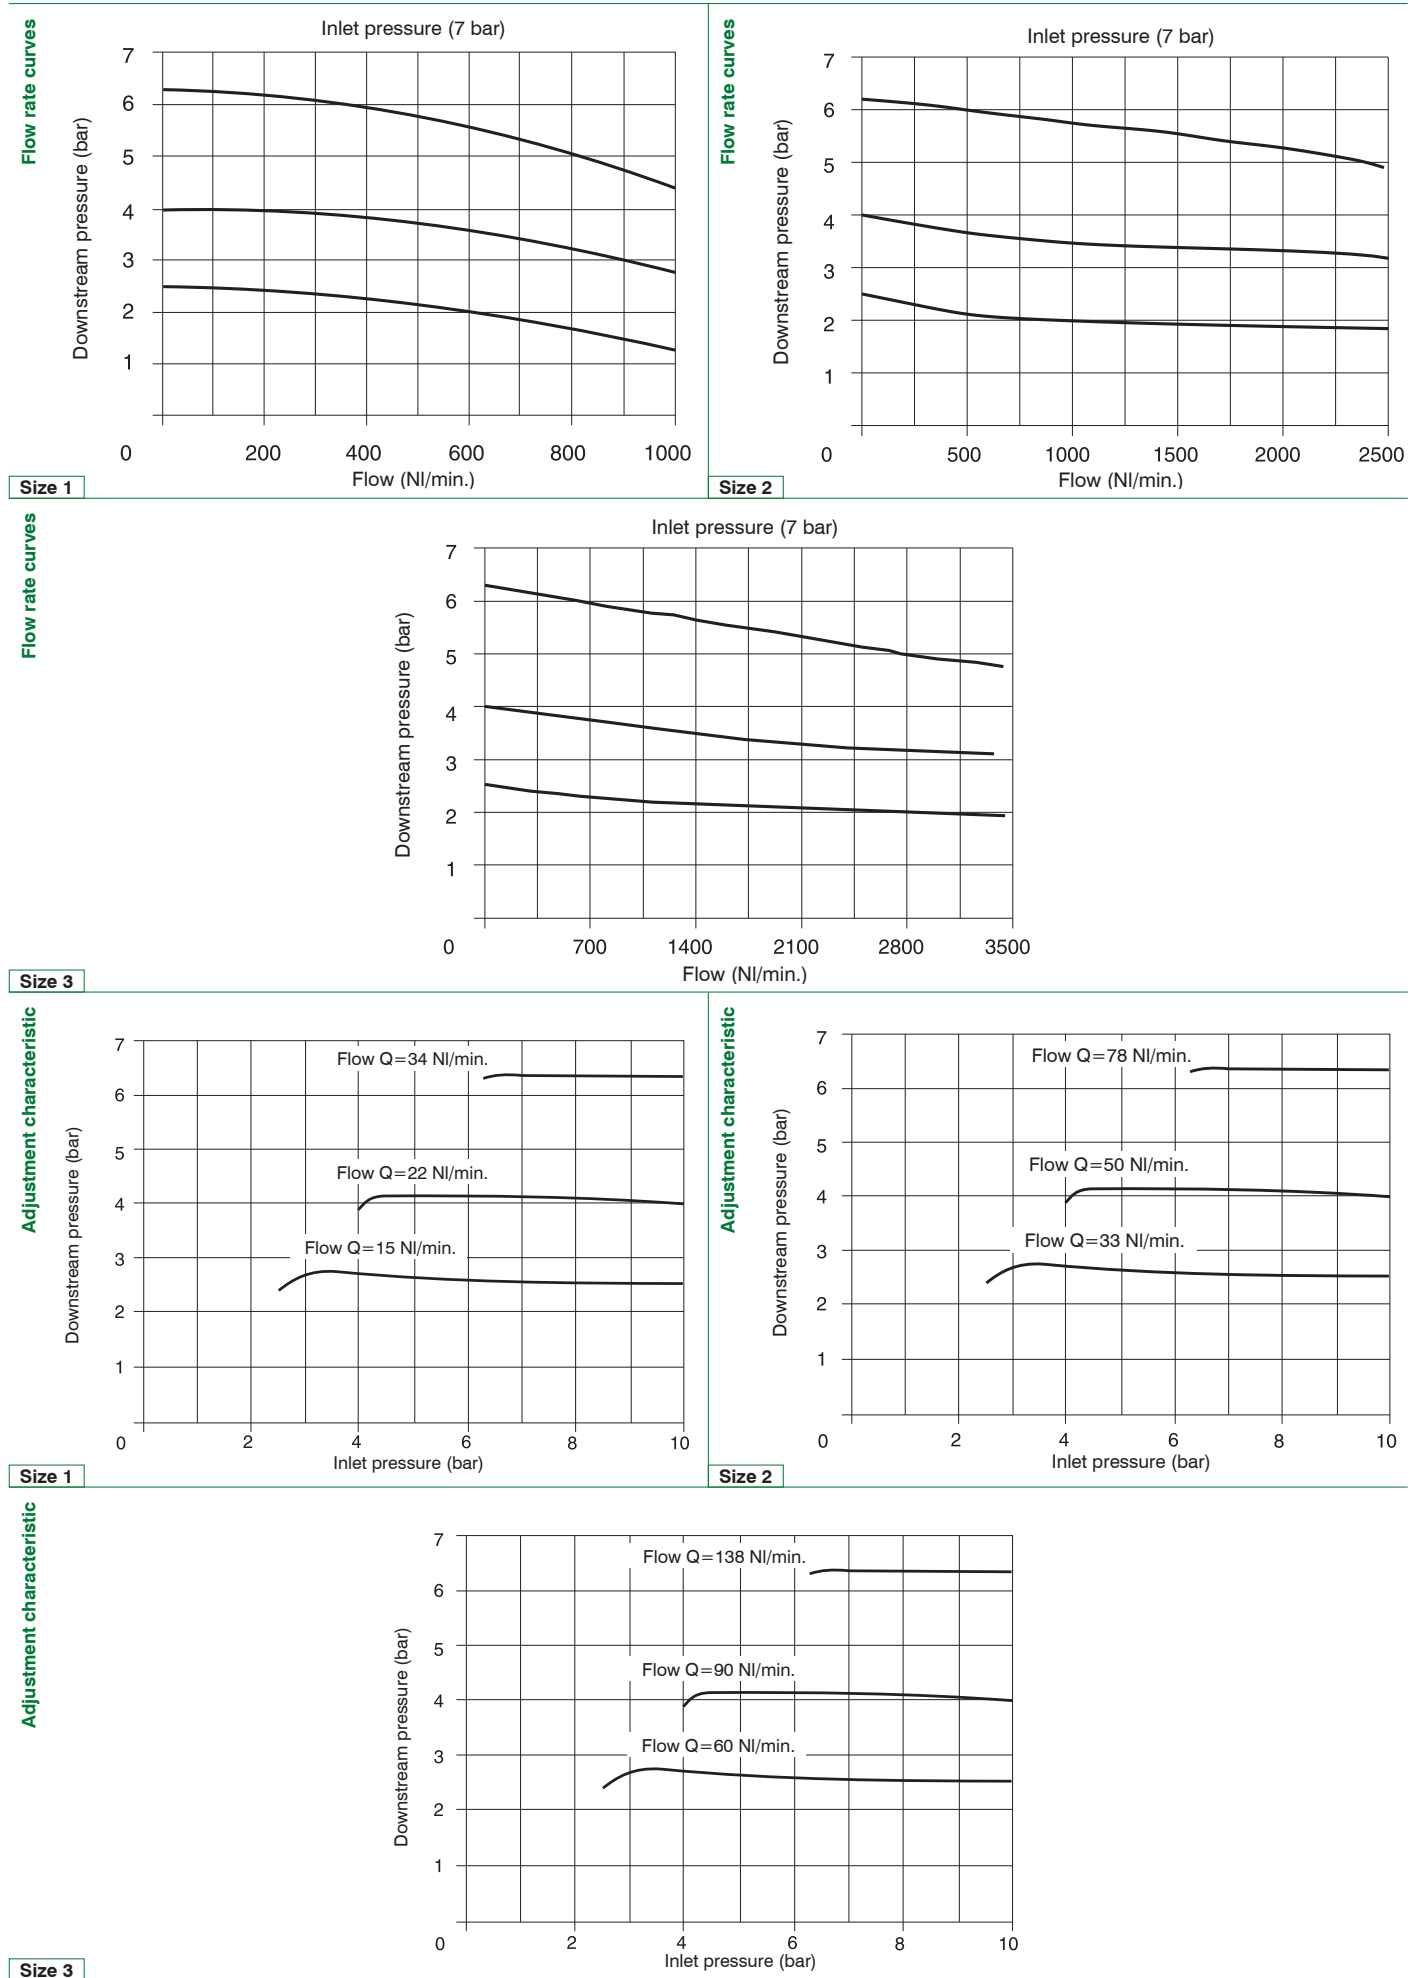 Flow rate curves
Inlet pressure (7 bar)
Downstream pressure (bar)
7
6
5
4
3
2
1
0 200 400 600 800 1000
Flow (Nl/min.)
Size 1
Flow rate curves
Inlet pressure (7 bar)
Downstream pressure (bar)
7
6
5
4
3
2
1
0 500 1000 1500 2000 2500
Flow (Nl/min.)
Size 2
Flow rate curves
Inlet pressure (7 bar)
Downstream pressure (bar)
7
6
5
4
3
2
1
0 700 1400 2100 2800 3500
Flow (Nl/min.)
Size 3
Adjustment characteristic
Downstream pressure (bar)
7
6
5
4
3
2
1
Flow Q=34 Nl/min.
Flow Q=22 Nl/min.
Flow Q=15 Nl/min.
0 2 4 6 8 10
Inlet pressure (bar)
Size 1
Adjustment characteristic
Downstream pressure (bar)
7
6
5
4
3
2
1
Flow Q=78 Nl/min.
Flow Q=50 Nl/min.
Flow Q=33 Nl/min.
0 2 4 6 8 10
Inlet pressure (bar)
Size 2
Adjustment characteristic
Downstream pressure (bar)
7
6
5
4
3
2
1
Flow Q=138 Nl/min.
Flow Q=90 Nl/min.
Flow Q=60 Nl/min.
0 2 4 6 8 10
Inlet pressure (bar)
Size 3